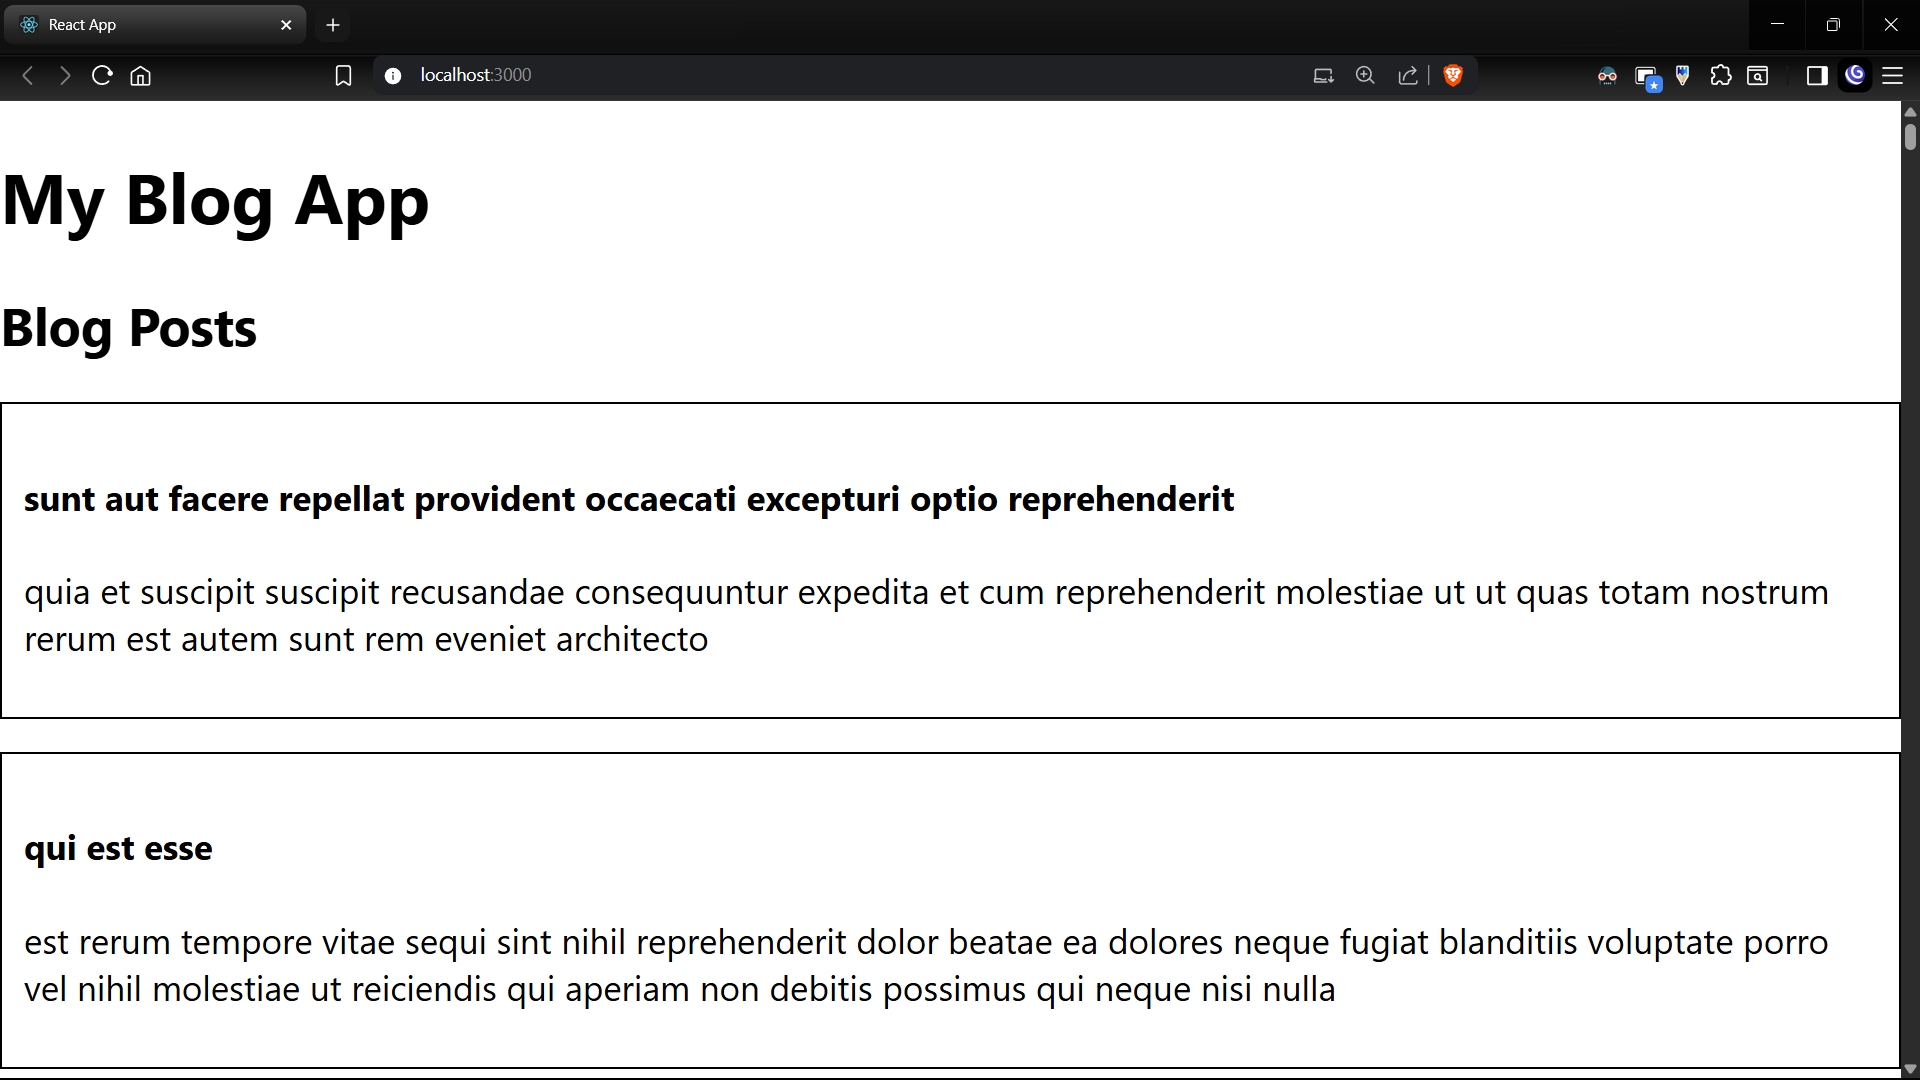 React App
localhost:3000
My Blog App
Blog Posts
sunt aut facere repellat provident occaecati excepturi optio reprehenderit
quia et suscipit suscipit recusandae consequuntur expedita et cum reprehenderit molestiae ut ut quas totam nostrum
rerum est autem sunt rem eveniet architecto
qui est esse
est rerum tempore vitae sequi sint nihil reprehenderit dolor beatae ea dolores neque fugiat blanditiis voluptate porro
vel nihil molestiae ut reiciendis qui aperiam non debitis possimus qui neque nisi nulla